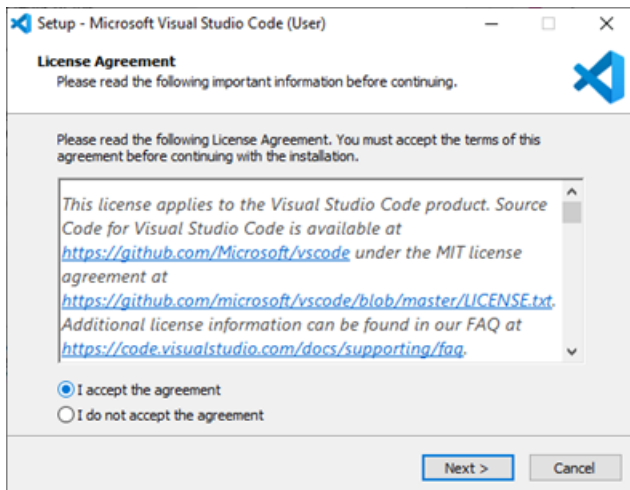 Setup - Microsoft Visual Studio Code (User)
License Agreement
Please read the following important information before continuing.
Please read the following License Agreement. You must accept the terms of this
agreement before continuing with the installation.
This license applies to the Visual Studio Code product. Source
Code for Visual Studio Code is available at
https://github.com/Microsoft/vscode under the MIT license
agreement at
https://github.com/microsoft/vscode/blob/master/LICENSE.txt.
Additional license information can be found in our FAQ at
https://code.visualstudio.com/docs/supporting/faq.
I accept the agreement
I do not accept the agreement
Next > Cancel